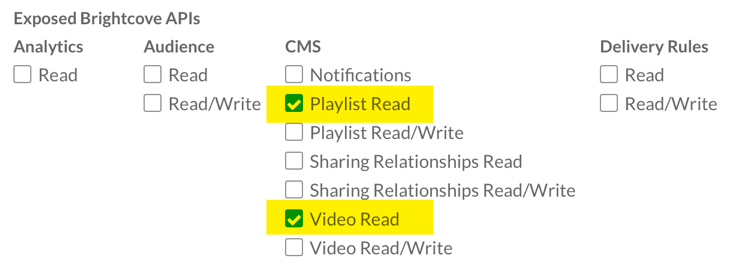 Exposed Brightcove APIs
Analytics Audience CMS Delivery Rules
Read Read Notifications Read
Read/Write Playlist Read Read/Write
Playlist Read/Write
Sharing Relationships Read
Sharing Relationships Read/Write
Video Read
Video Read/Write